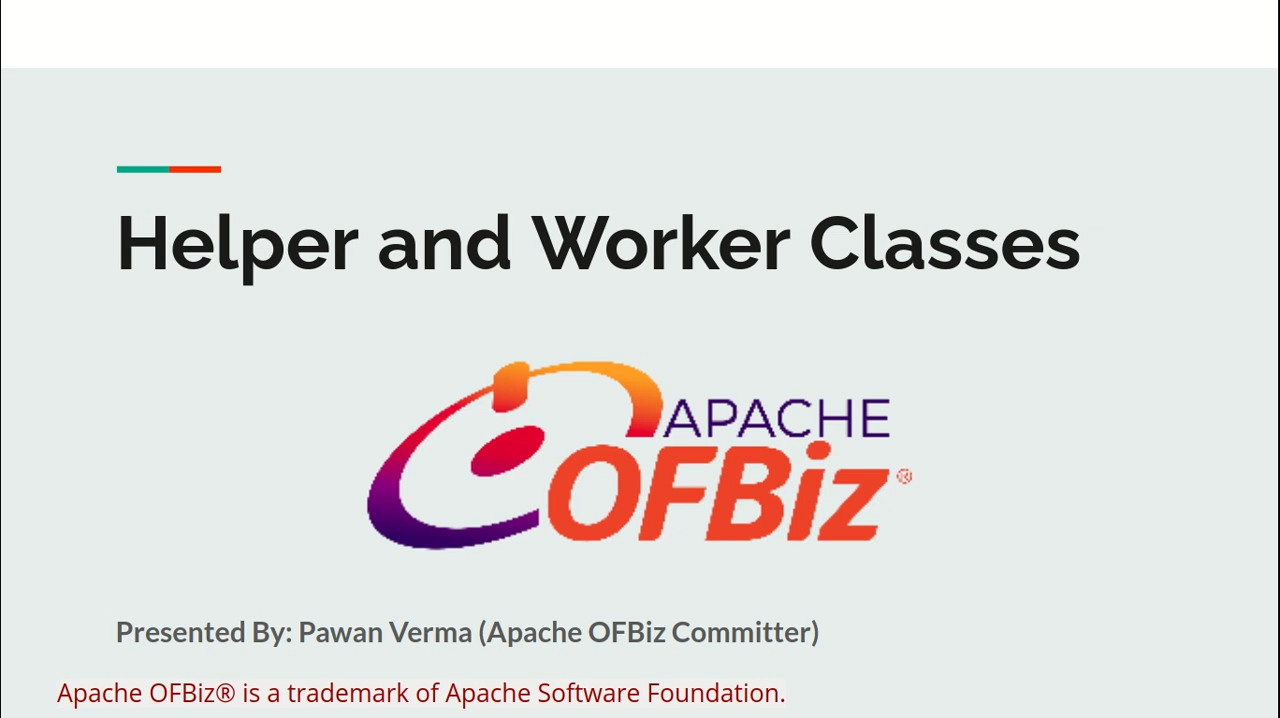 Helper and Worker Classes
APACHE
OFBiz®
Presented By: Pawan Verma (Apache OFBiz Committer)
Apache OFBiz® is a trademark of Apache Software Foundation.